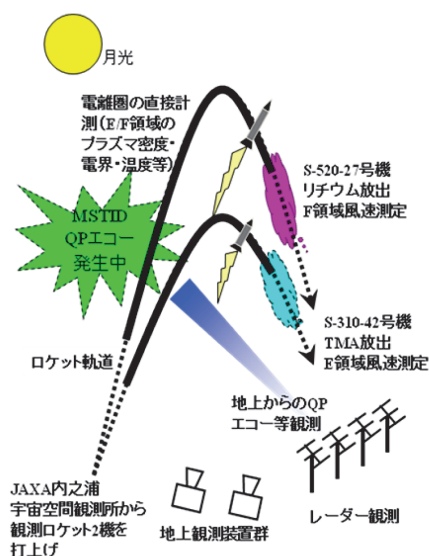 月光
電離圏の直接計
測（E/F領域の
プラズマ密度・
電界・温度等）
MSTID
QPエコー
発生中
S-520-27号機
リチウム放出
F領域風速測定
S-310-42号機
TMA放出
E領域風速測定
ロケット軌道
地上からのQP
エコー等観測
JAXA内之浦
宇宙空間観測所から
観測ロケット2機を
打上げ
地上観測装置群
レーダー観測